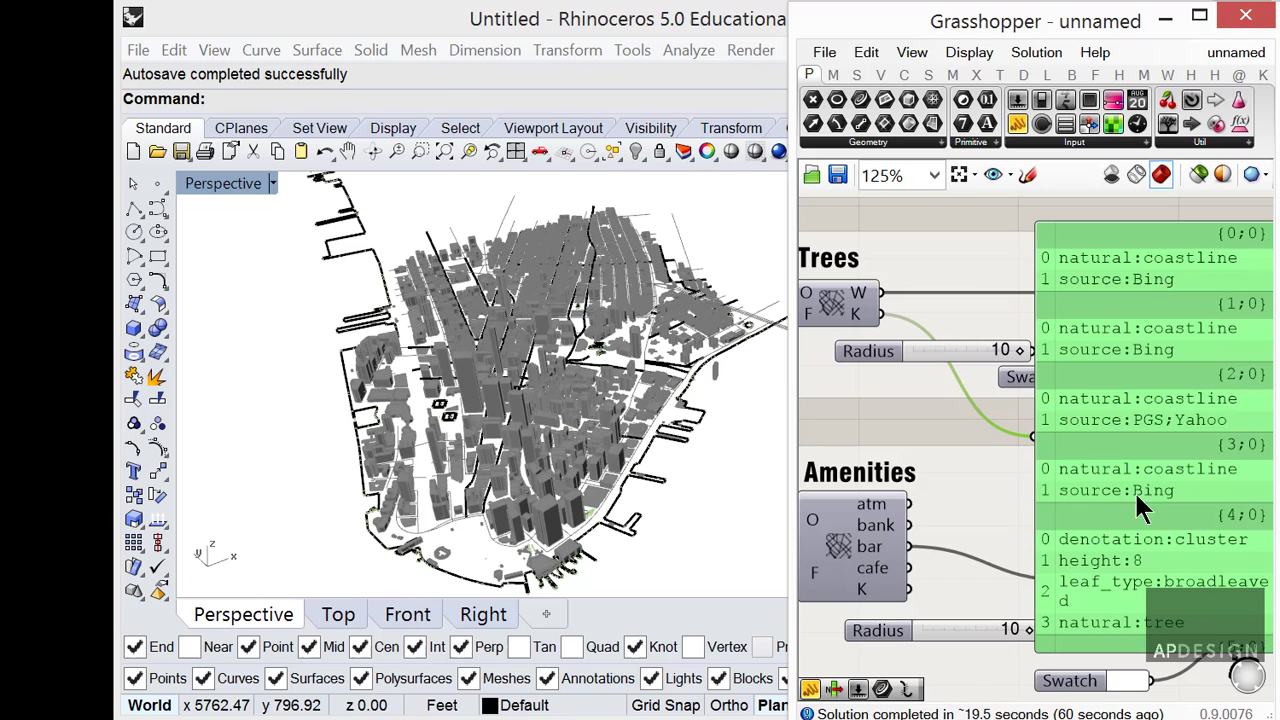 Untitled - Rhinoceros 5.0 Educational
File Edit View Curve Surface Solid Mesh Dimension Transform Tools Analyze Render
Autosave completed successfully
Command:
Standard CPlanes Set View Display Select Viewport Layout Visibility Transform
Perspective
z
y x
Perspective Top Front Right
End Near Point Mid Cen Int Perp Tan Quad Knot Vertex
Points Curves Surfaces Polysurfaces Meshes Annotations Lights Blocks
World x 5762.47 y 796.92 z 0.00 Feet Default Grid Snap Ortho Plan
Grasshopper - unnamed
File Edit View Display Solution Components Help unnamed
P M S V C S M X T D L B F H M W H H @ K
Geometry Primitive Input Util
125%
Trees
O W
F K
Radius 10
Swa
Amenities
O
F
atm
bank
bar
cafe
K
Radius 10
Swatch
{0;0}
0 natural:coastline
1 source:Bing
{1;0}
0 natural:coastline
1 source:Bing
{2;0}
0 natural:coastline
1 source:PGS;Yahoo
{3;0}
0 natural:coastline
1 source:Bing
{4;0}
0 denotation:cluster
1 height:8
2 leaf_type:broadleaved
3 natural:tree
APDESIGN
Solution completed in ~19.5 seconds (60 seconds ago) 0.9.0076